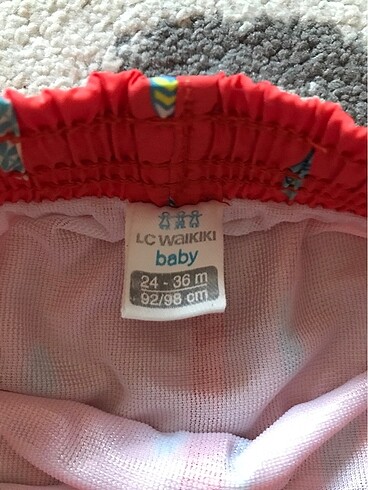 LC WAIKIKI
baby
24 - 36 m
92/98 cm